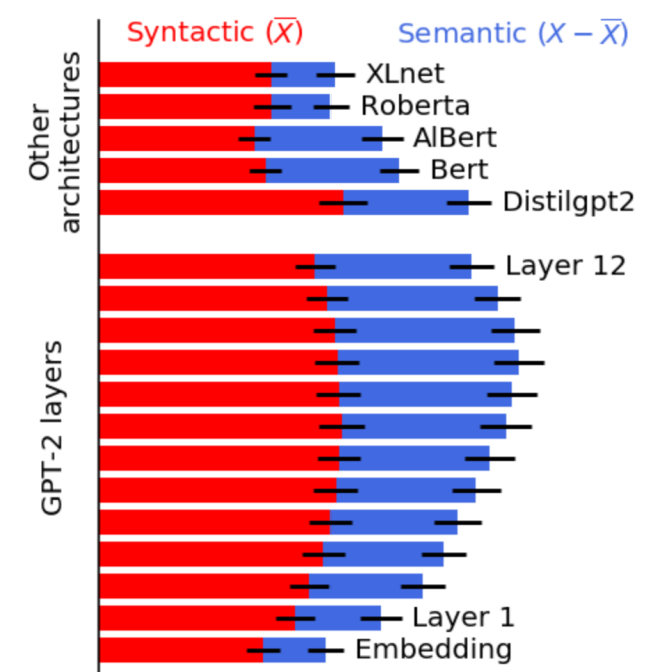 Syntactic (X̅)
Semantic (X − X̅)
Other
architectures
XLnet
Roberta
AlBert
Bert
Distilgpt2
GPT-2 layers
Layer 12
Layer 1
Embedding